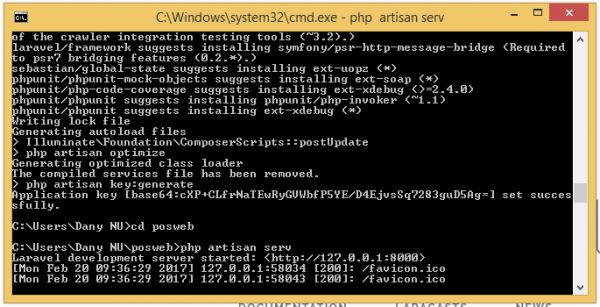 C:\Windows\system32\cmd.exe - php artisan serv
of the crawler integration testing tools (~3.2).)
laravel/framework suggests installing symfony/psr-http-message-bridge (Required
to psr7 bridging features (0.2.*).)
sebastian/global-state suggests installing ext-uopz (*)
phpunit/phpunit-mock-objects suggests installing ext-soap (*)
phpunit/php-code-coverage suggests installing ext-xdebug (>=2.4.0)
phpunit/phpunit suggests installing phpunit/php-invoker (~1.1)
phpunit/phpunit suggests installing ext-xdebug (*)
Writing lock file
Generating autoload files
> Illuminate\Foundation\ComposerScripts::postUpdate
> php artisan optimize
Generating optimized class loader
The compiled services file has been removed.
> php artisan key:generate
Application key [base64:cXP+CLfrNaTEwRyGVWbfP5YE/D4EjvsSq7283guD5Ag=] set succes
sfully.
C:\Users\Dany NU>cd posweb
C:\Users\Dany NU\posweb>php artisan serv
Laravel development server started: <http://127.0.0.1:8000>
[Mon Feb 20 09:36:29 2017] 127.0.0.1:58034 [200]: /favicon.ico
[Mon Feb 20 09:36:29 2017] 127.0.0.1:58043 [200]: /favicon.ico
DOCUMENTATION LARACASTS NEWS